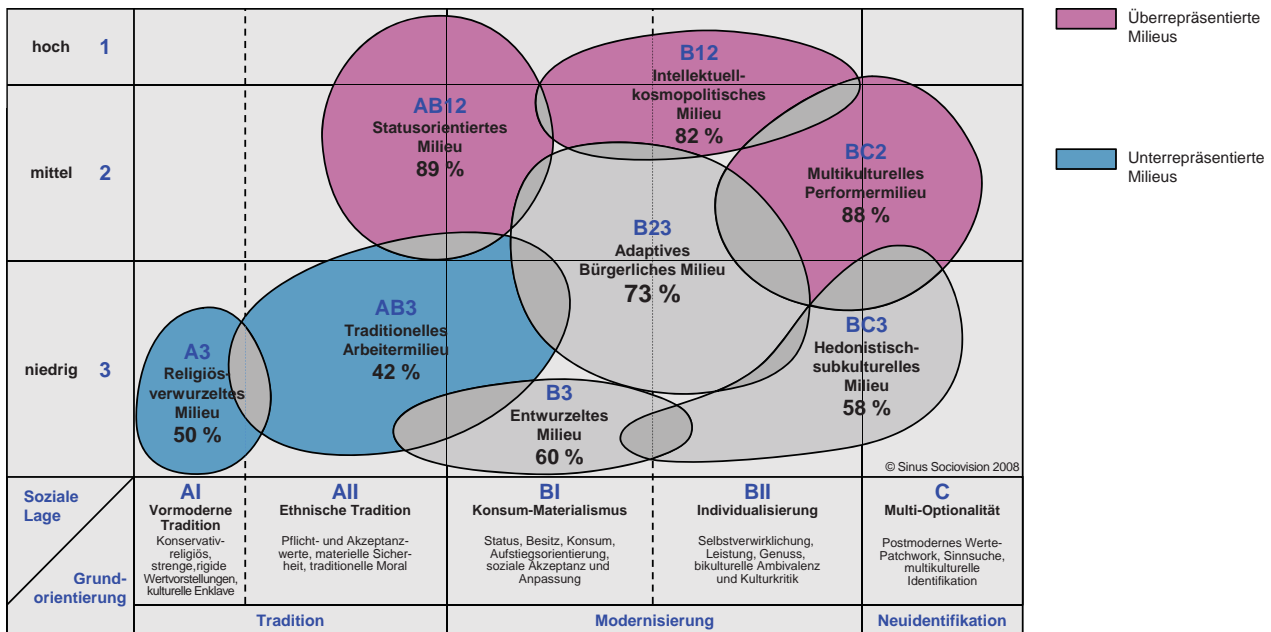 hoch 1
mittel 2
niedrig 3
B12
Intellektuell-
kosmopolitisches
Milieu
82 %
AB12
Statusorientiertes
Milieu
89 %
BC2
Multikulturelles
Performermilieu
88 %
B23
Adaptives
Bürgerliches Milieu
73 %
AB3
Traditionelles
Arbeitermilieu
42 %
A3
Religiös-
verwurzeltes
Milieu
50 %
BC3
Hedonistisch-
subkulturelles
Milieu
58 %
B3
Entwurzeltes
Milieu
60 %
© Sinus Sociovision 2008
Überrepräsentierte
Milieus
Unterrepräsentierte
Milieus
Soziale
Lage
Grund-
orientierung
AI
Vormoderne
Tradition
Konservativ-
religiös,
strenge,rigide
Wertvorstellungen,
kulturelle Enklave
AII
Ethnische Tradition
Pflicht- und Akzeptanz-
werte, materielle Sicher-
heit, traditionelle Moral
BI
Konsum-Materialismus
Status, Besitz, Konsum,
Aufstiegsorientierung,
soziale Akzeptanz und
Anpassung
BII
Individualisierung
Selbstverwirklichung,
Leistung, Genuss,
bikulturelle Ambivalenz
und Kulturkritik
C
Multi-Optionalität
Postmodernes Werte-
Patchwork, Sinnsuche,
multikulturelle
Identifikation
Tradition
Modernisierung
Neuidentifikation